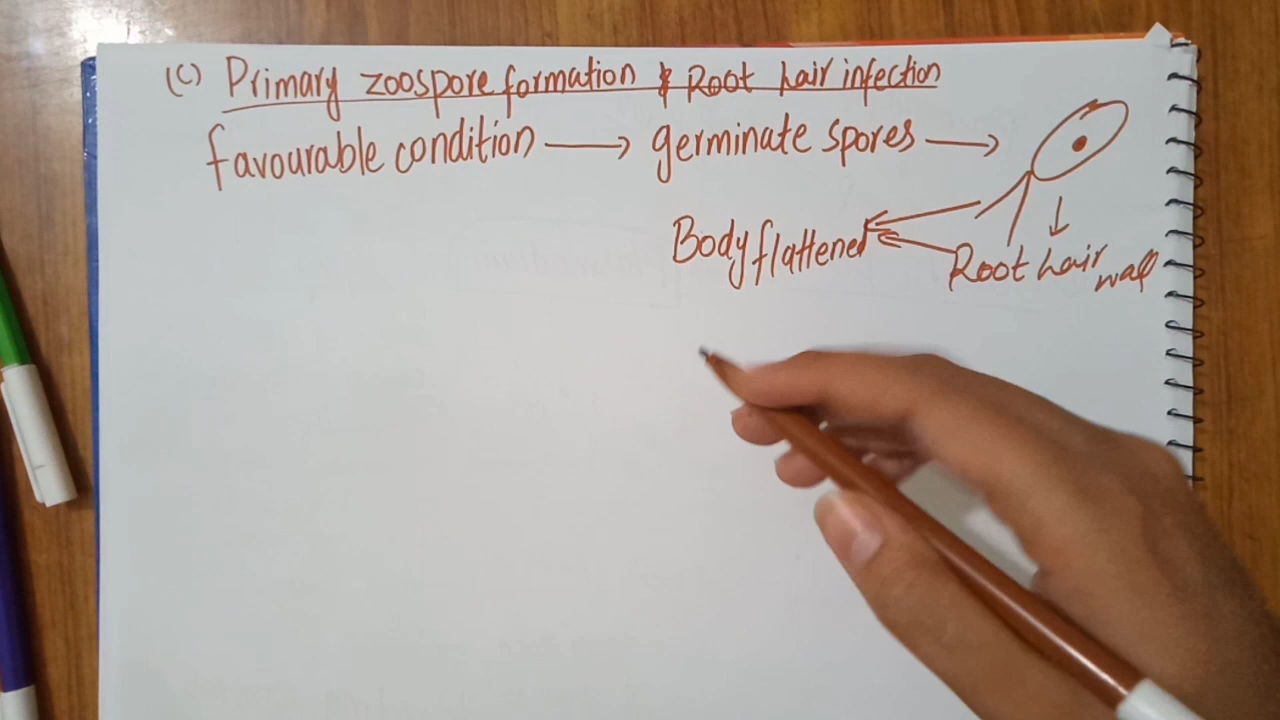 (c) Primary zoospore formation & Root hair infection
favourable condition → germinate spores →
Body flattened
Root hair wall